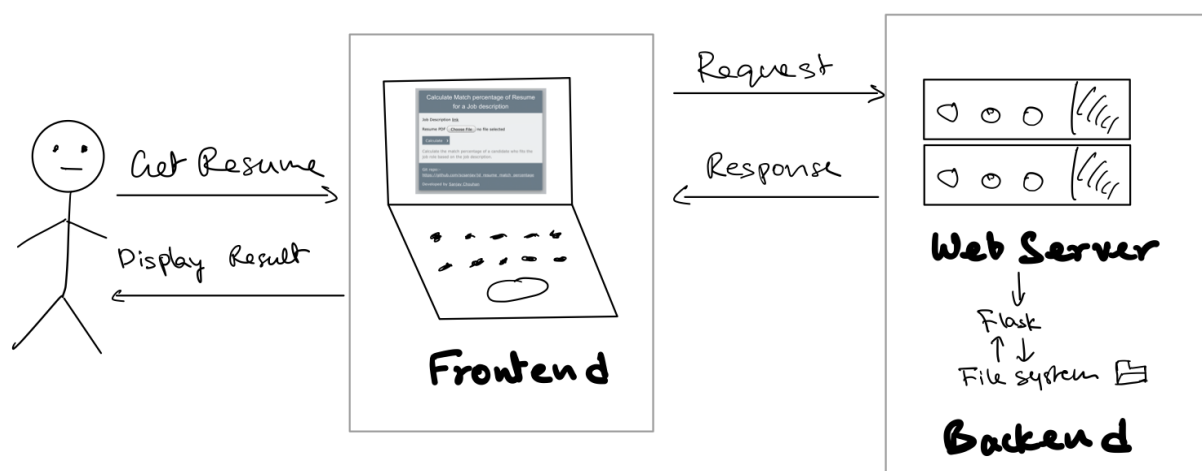 Get Resume
Display Result
Calculate Match percentage of Resume
for a Job description
Job Description link
Resume PDF Choose File no file selected
Calculate
Calculate the match percentage of a candidate who fits the
job role based on the job description.
Git repo -
Developed by
Frontend
Request
Response
Web Server
Flask
File system
Backend